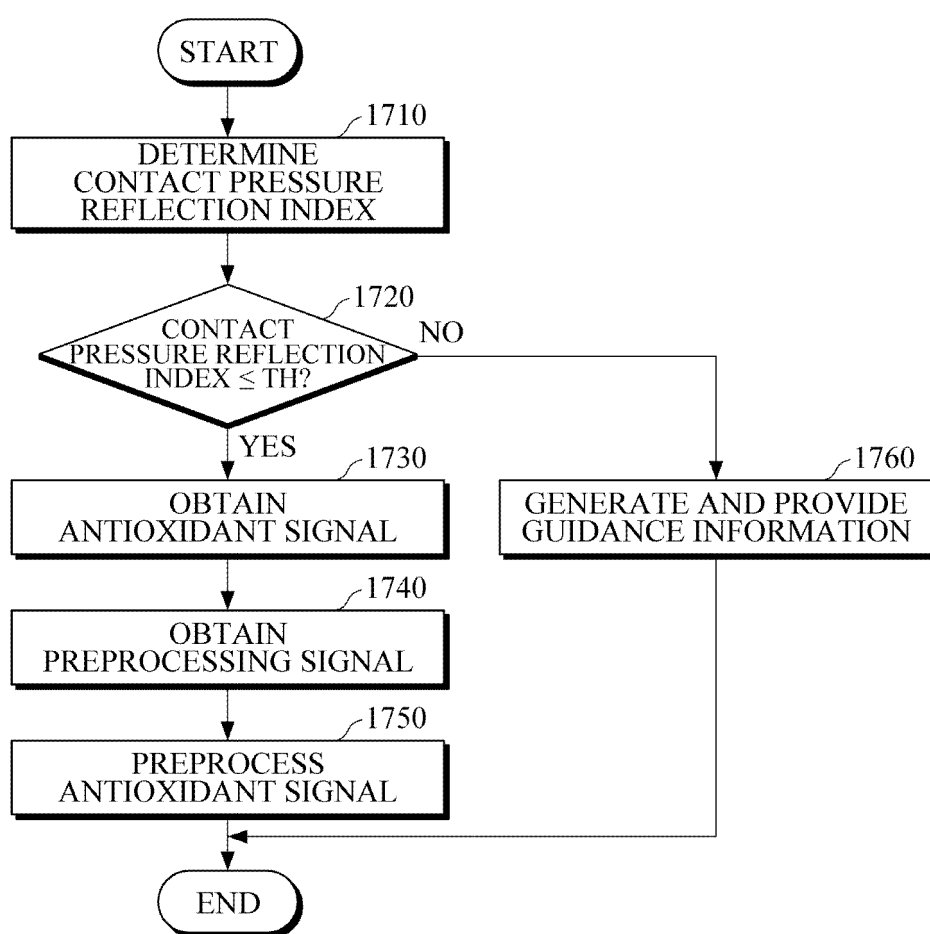 START
1710
DETERMINE
CONTACT PRESSURE
REFLECTION INDEX
1720
CONTACT
PRESSURE REFLECTION
INDEX ≤ TH?
NO
YES
1730
OBTAIN
ANTIOXIDANT SIGNAL
1760
GENERATE AND PROVIDE
GUIDANCE INFORMATION
1740
OBTAIN
PREPROCESSING SIGNAL
1750
PREPROCESS
ANTIOXIDANT SIGNAL
END